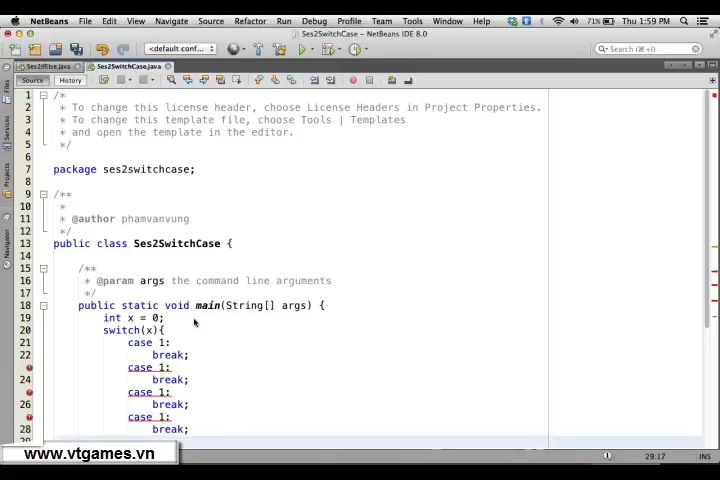 NetBeans File Edit View Navigate Source Refactor Run Debug Profile Team Tools Window Help 71% Thu 1:59 PM
Ses2SwitchCase - NetBeans IDE 8.0
<default conf... Search (⌘+I)
Ses2IfElse.java Ses2SwitchCase.java
Source History
Files
Services
Projects
Navigator
1 /*
2 * To change this license header, choose License Headers in Project Properties.
3 * To change this template file, choose Tools | Templates
4 * and open the template in the editor.
5 */
6
7 package ses2switchcase;
8
9 /**
10 *
11 * @author phamvanvung
12 */
13 public class Ses2SwitchCase {
14
15 /**
16 * @param args the command line arguments
17 */
18 public static void main(String[] args) {
19 int x = 0;
20 switch(x){
21 case 1:
22 break;
case 1:
24 break;
case 1:
26 break;
case 1:
28 break;
29
www.vtgames.vn
29:17 INS